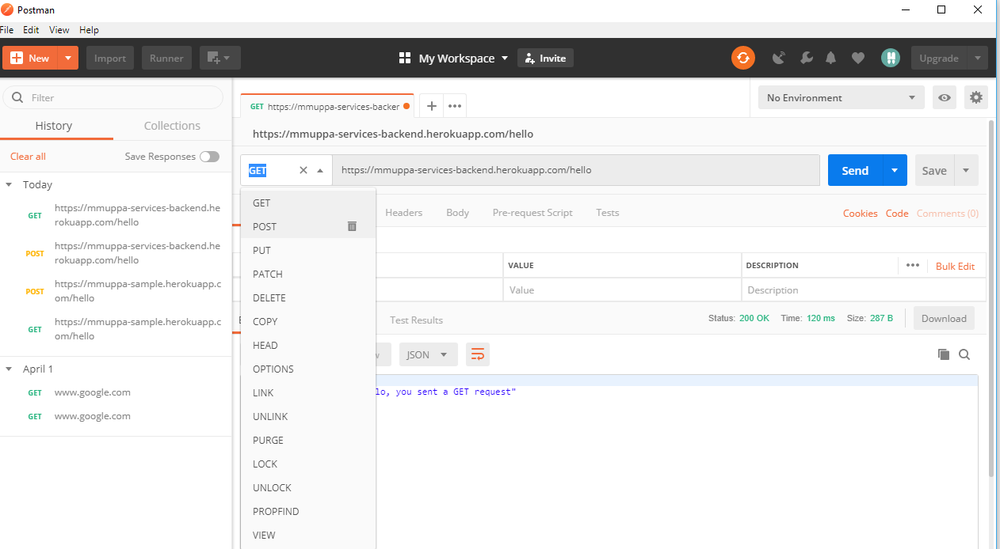 Postman
File Edit View Help
New Import Runner My Workspace Invite Upgrade
Filter
History Collections
Clear all Save Responses
Today
GET https://mmuppa-services-backend.he
rokuapp.com/hello
POST https://mmuppa-services-backend.he
rokuapp.com/hello
POST https://mmuppa-sample.herokuapp.c
om/hello
GET https://mmuppa-sample.herokuapp.c
om/hello
April 1
GET www.google.com
GET www.google.com
GET https://mmuppa-services-backer + ••• No Environment
https://mmuppa-services-backend.herokuapp.com/hello
GET https://mmuppa-services-backend.herokuapp.com/hello Send Save
GET
POST
PUT
PATCH
DELETE
COPY
HEAD
OPTIONS
LINK
UNLINK
PURGE
LOCK
UNLOCK
PROPFIND
VIEW
Headers Body Pre-request Script Tests Cookies Code Comments (0)
VALUE DESCRIPTION ••• Bulk Edit
Value Description
Test Results Status: 200 OK Time: 120 ms Size: 287 B Download
JSON
lo, you sent a GET request"